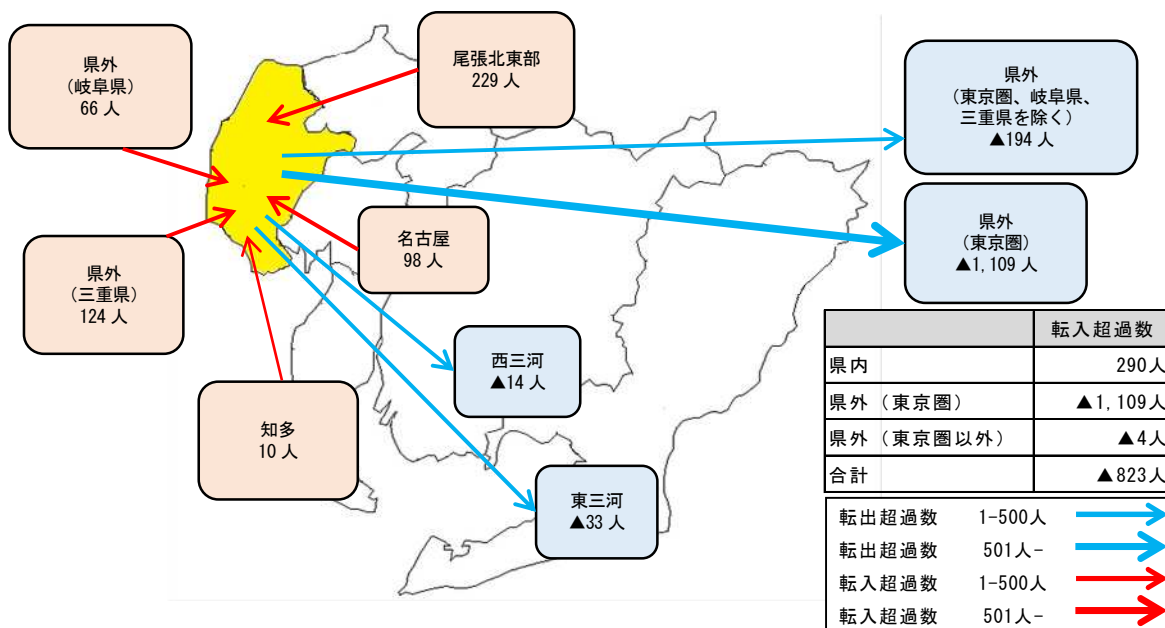 県外
(岐阜県)
66 人
尾張北東部
229 人
県外
(東京圏、岐阜県、
三重県を除く)
▲194 人
県外
(東京圏)
▲1,109 人
名古屋
98 人
県外
(三重県)
124 人
西三河
▲14 人
知多
10 人
東三河
▲33 人
転入超過数
県内 290人
県外（東京圏） ▲1,109人
県外（東京圏以外） ▲4人
合計 ▲823人
転出超過数 1-500人
転出超過数 501人-
転入超過数 1-500人
転入超過数 501人-